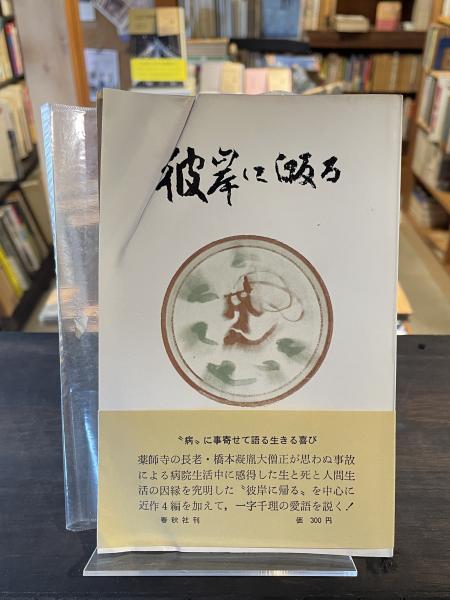 彼岸に皈る
〝病〟に事寄せて語る生きる喜び
薬師寺の長老・橋本凝胤大僧正が思わぬ事故
による病院生活中に感得した生と死と人間生
活の因縁を究明した〝彼岸に帰る〟を中心に
近作4編を加えて，一字千理の愛語を説く！
春秋社刊 価 300円